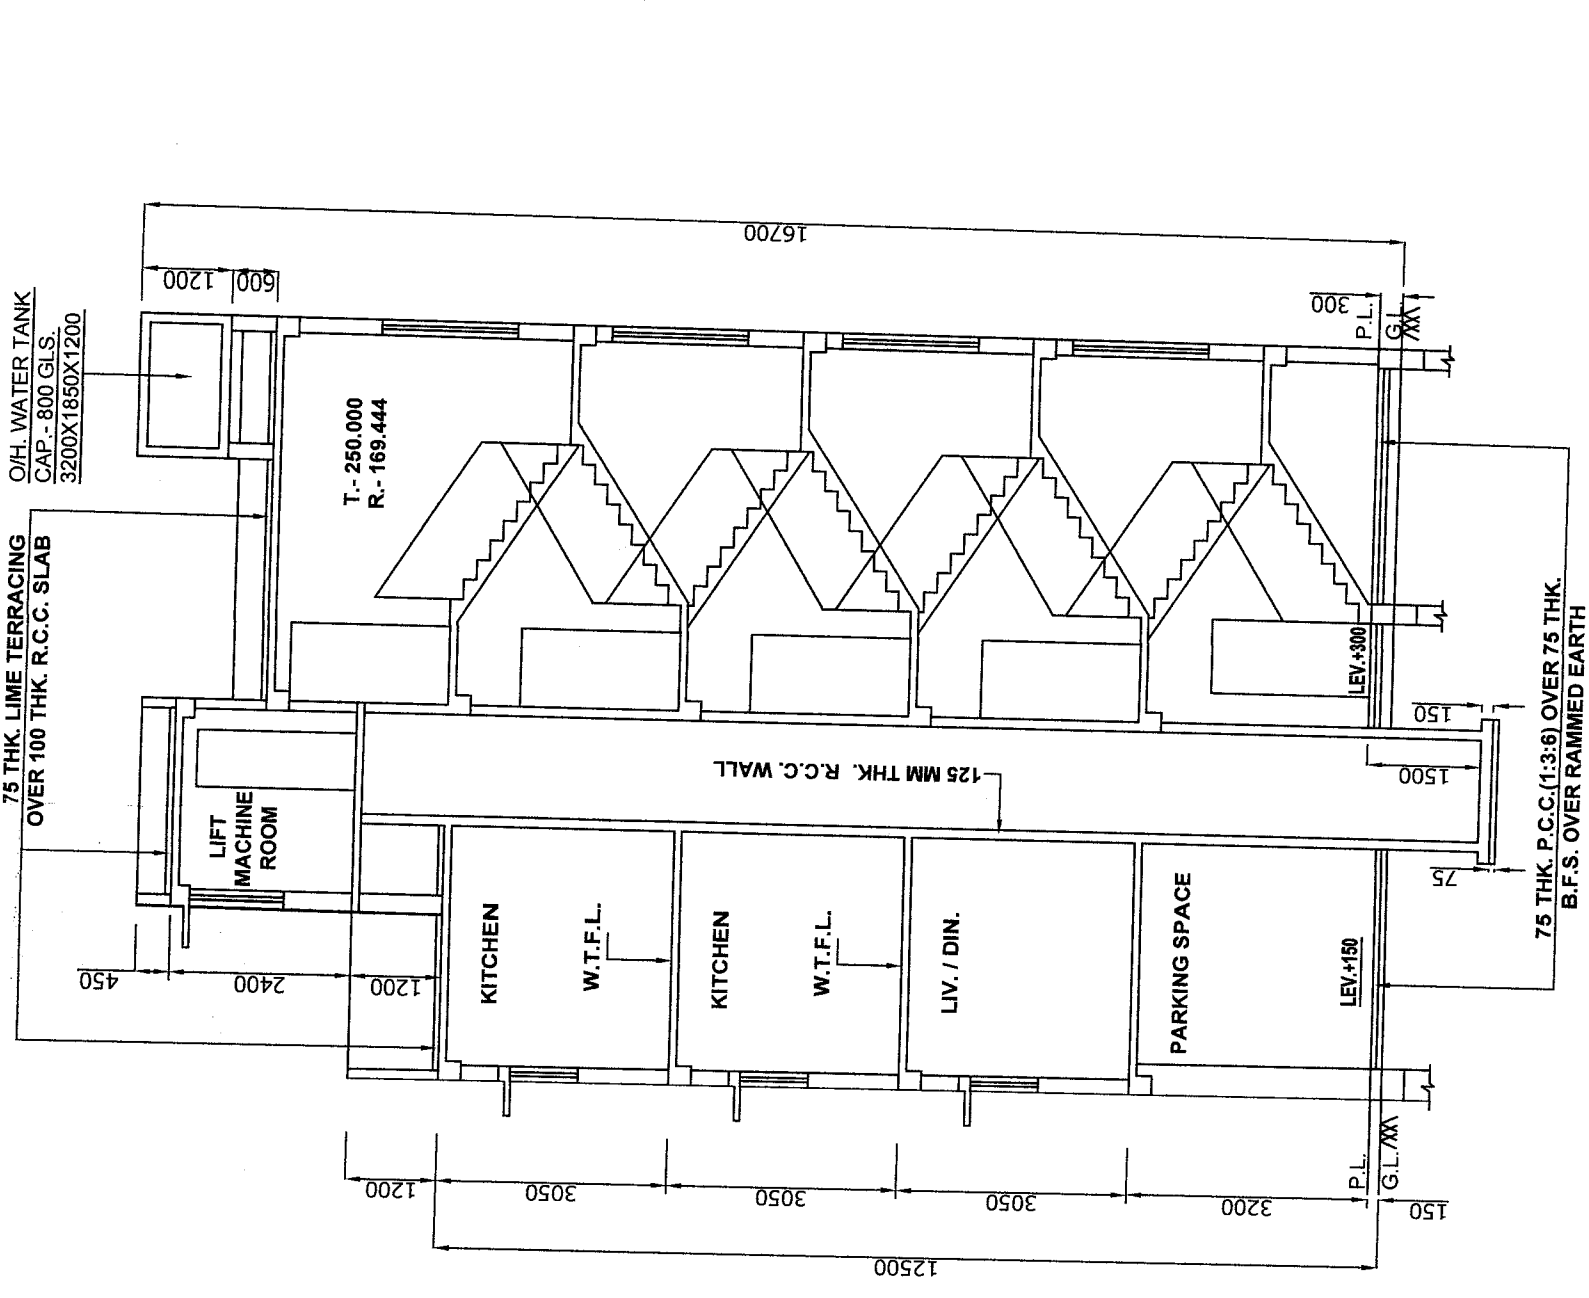 O/H. WATER TANK
CAP.- 800 GLS.
3200X1850X1200
75 THK. LIME TERRACING
OVER 100 THK. R.C.C. SLAB
16700
1200
600
300
P.L.
G.L.
T.- 250.000
R.- 169.444
LEV.+300
150
1500
125 MM THK. R.C.C. WALL
LIFT
MACHINE
ROOM
75
450
2400
1200
KITCHEN
W.T.F.L.
KITCHEN
W.T.F.L.
LIV. / DIN.
PARKING SPACE
LEV.+150
75 THK. P.C.C.(1:3:6) OVER 75 THK.
B.F.S. OVER RAMMED EARTH
P.L.
G.L.
1200
3050
3050
3050
3200
150
12500